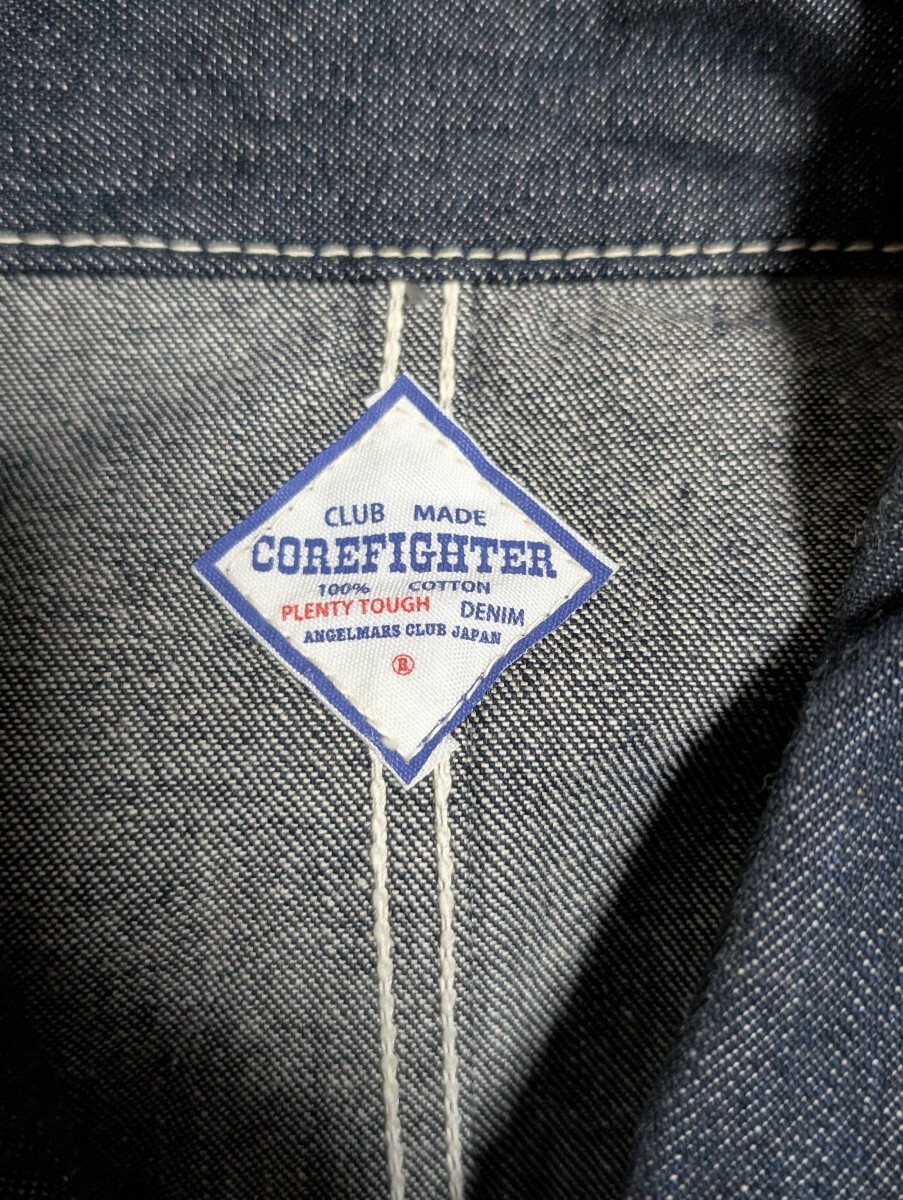 CLUB MADE
COREFIGHTER
100% COTTON
PLENTY TOUGH DENIM
ANGELMARS CLUB JAPAN
®